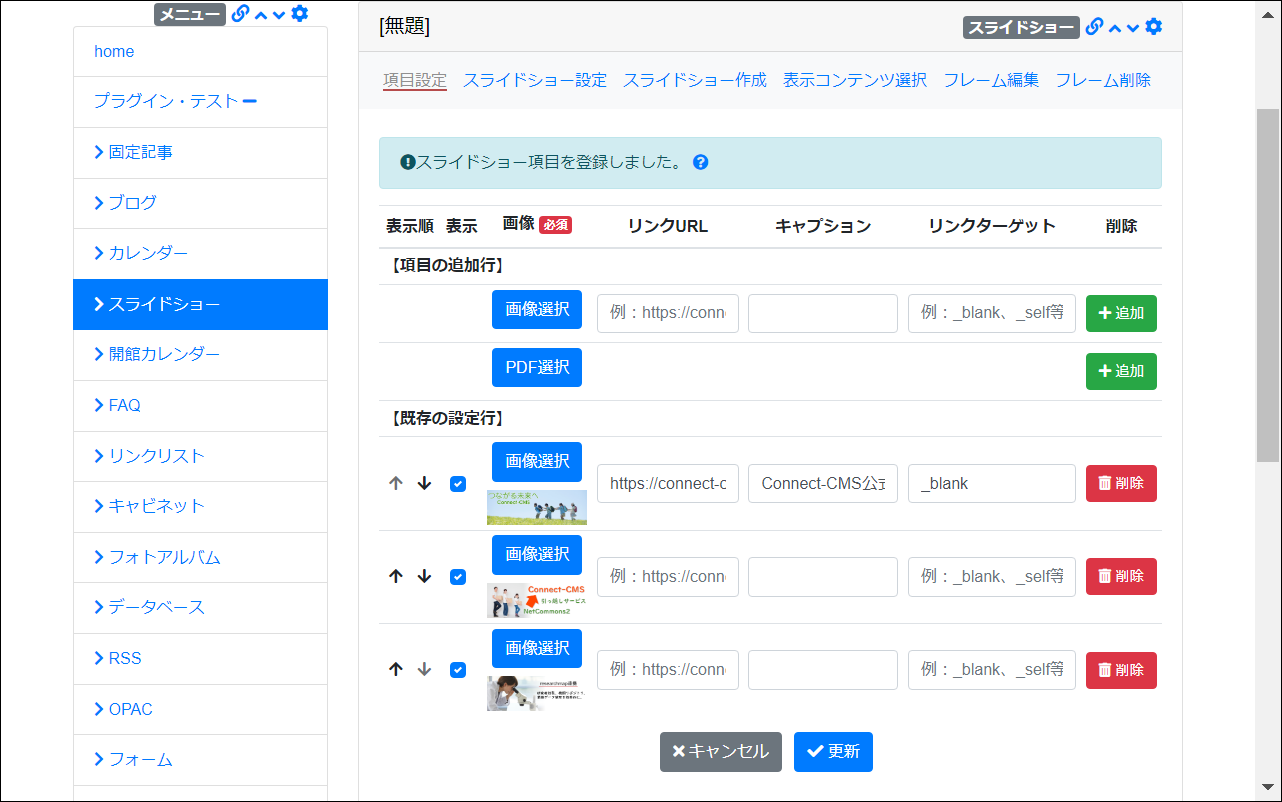 メニュー
home
プラグイン・テスト
固定記事
ブログ
カレンダー
スライドショー
開館カレンダー
FAQ
リンクリスト
キャビネット
フォトアルバム
データベース
RSS
OPAC
フォーム
[無題]
スライドショー
項目設定 スライドショー設定 スライドショー作成 表示コンテンツ選択 フレーム編集 フレーム削除
スライドショー項目を登録しました。
表示順 表示 画像 必須 リンクURL キャプション リンクターゲット 削除
【項目の追加行】
画像選択 例：https://conn 例：_blank、_self等 追加
PDF選択 追加
【既存の設定行】
画像選択
つながる未来へ
Connect-CMS
https://connect-c Connect-CMS公式 _blank 削除
画像選択
Connect-CMS
引っ越しサービス
NetCommons2
例：https://conn 例：_blank、_self等 削除
画像選択
researchmap連携
例：https://conn 例：_blank、_self等 削除
キャンセル 更新